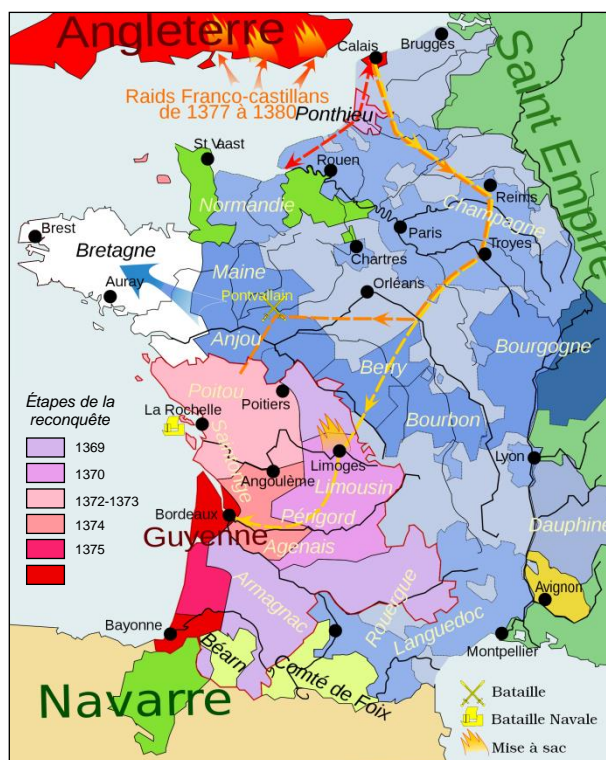 Angleterre
Raids Franco-castillans
de 1377 à 1380
Calais
Brugges
Saint Empire
Ponthieu
St Vaast
Rouen
Reims
Normandie
Champagne
Paris
Brest
Bretagne
Chartres
Troyes
Maine
Orléans
Auray
Pontvallain
Anjou
Bourgogne
Berry
Poitou
Bourbon
Étapes de la
reconquête
Poitiers
La Rochelle
1369
1370
1372-1373
1374
1375
Saintonge
Limoges
Lyon
Angoulême
Limousin
Bordeaux
Périgord
Dauphine
Guyenne
Agenais
Avignon
Armagnac
Rouergue
Languedoc
Bayonne
Béarn
Montpellier
Comté de Foix
Navarre
Bataille
Bataille Navale
Mise à sac